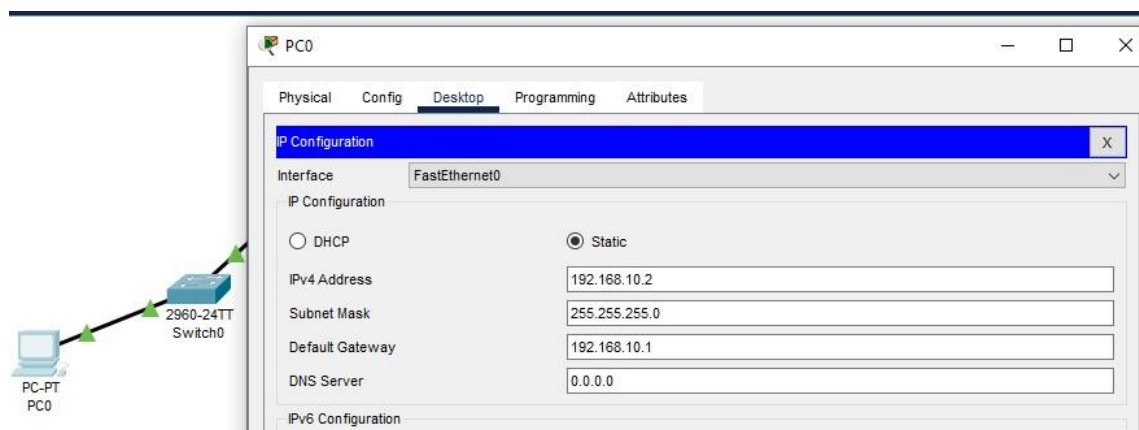 PC0
Physical Config Desktop Programming Attributes
IP Configuration X
Interface FastEthernet0
IP Configuration
DHCP Static
IPv4 Address 192.168.10.2
Subnet Mask 255.255.255.0
Default Gateway 192.168.10.1
DNS Server 0.0.0.0
IPv6 Configuration
2960-24TT
Switch0
PC-PT
PC0